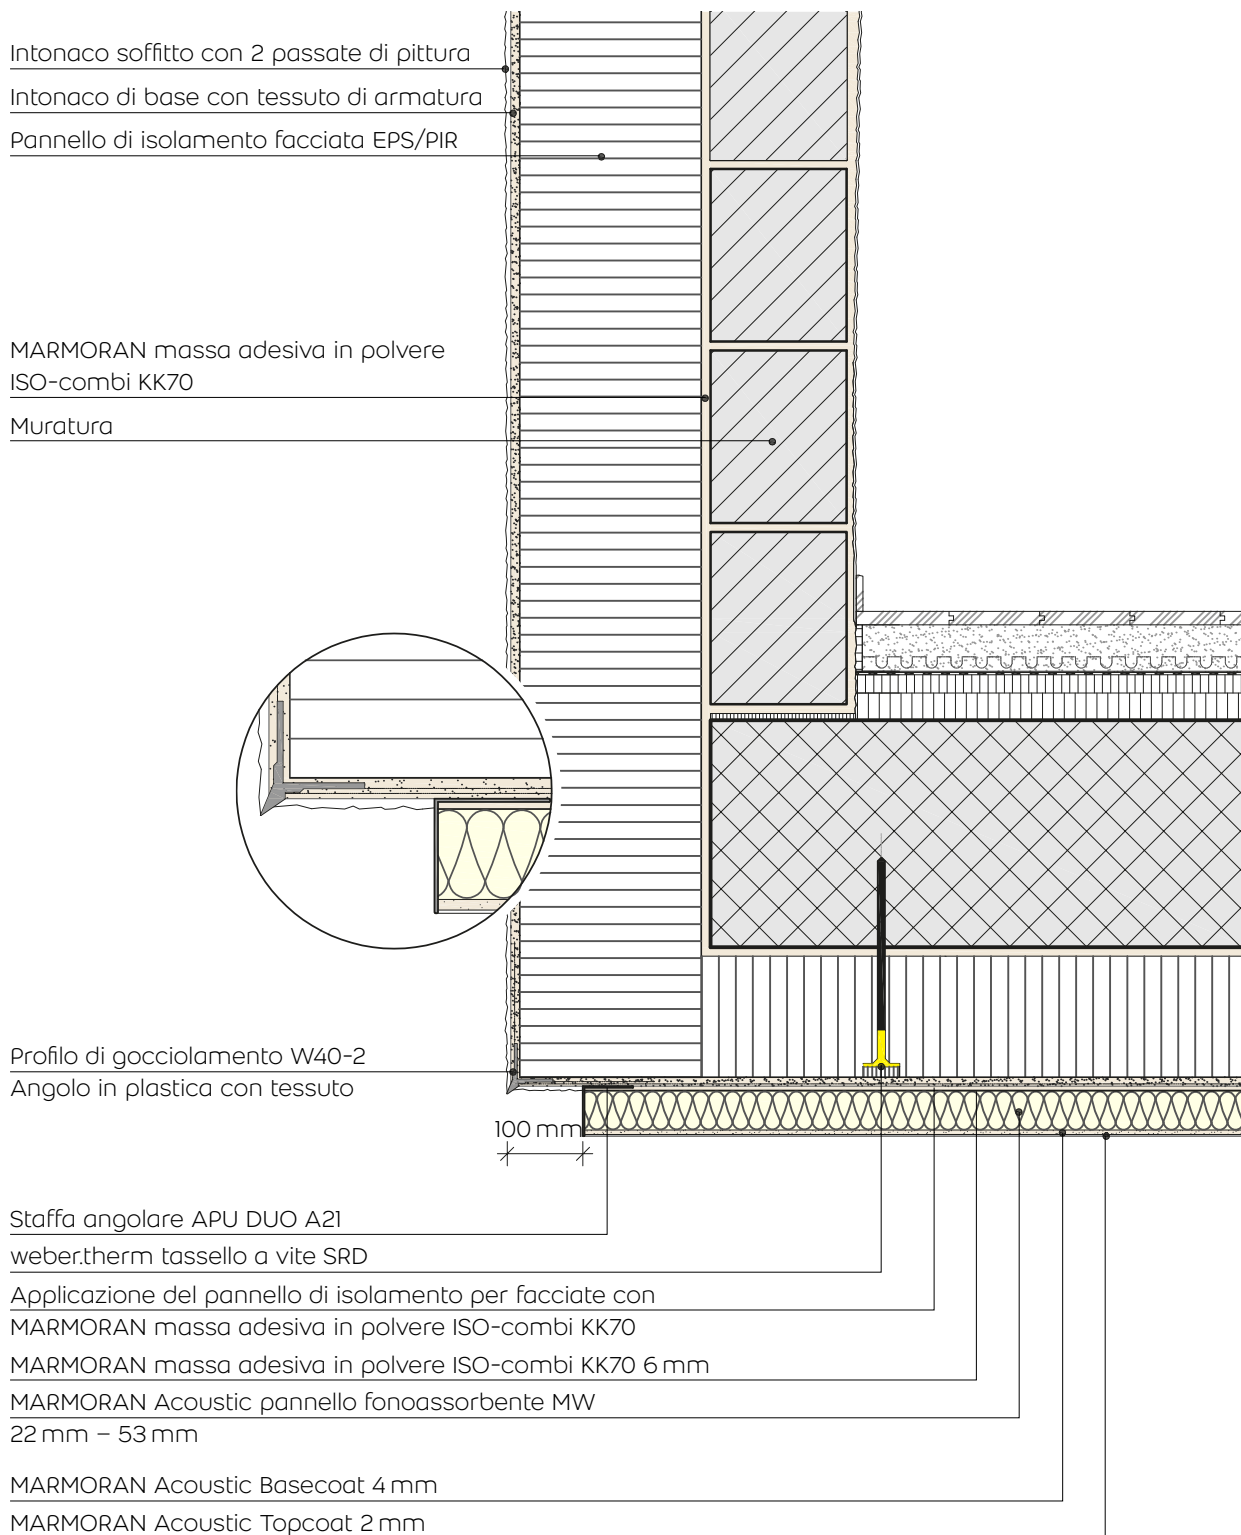 Intonaco soffitto con 2 passate di pittura
Intonaco di base con tessuto di armatura
Pannello di isolamento facciata EPS/PIR
MARMORAN massa adesiva in polvere
ISO-combi KK70
Muratura
Profilo di gocciolamento W40-2
Angolo in plastica con tessuto
100 mm
Staffa angolare APU DUO A21
weber.therm tassello a vite SRD
Applicazione del pannello di isolamento per facciate con
MARMORAN massa adesiva in polvere ISO-combi KK70
MARMORAN massa adesiva in polvere ISO-combi KK70 6 mm
MARMORAN Acoustic pannello fonoassorbente MW
22 mm – 53 mm
MARMORAN Acoustic Basecoat 4 mm
MARMORAN Acoustic Topcoat 2 mm